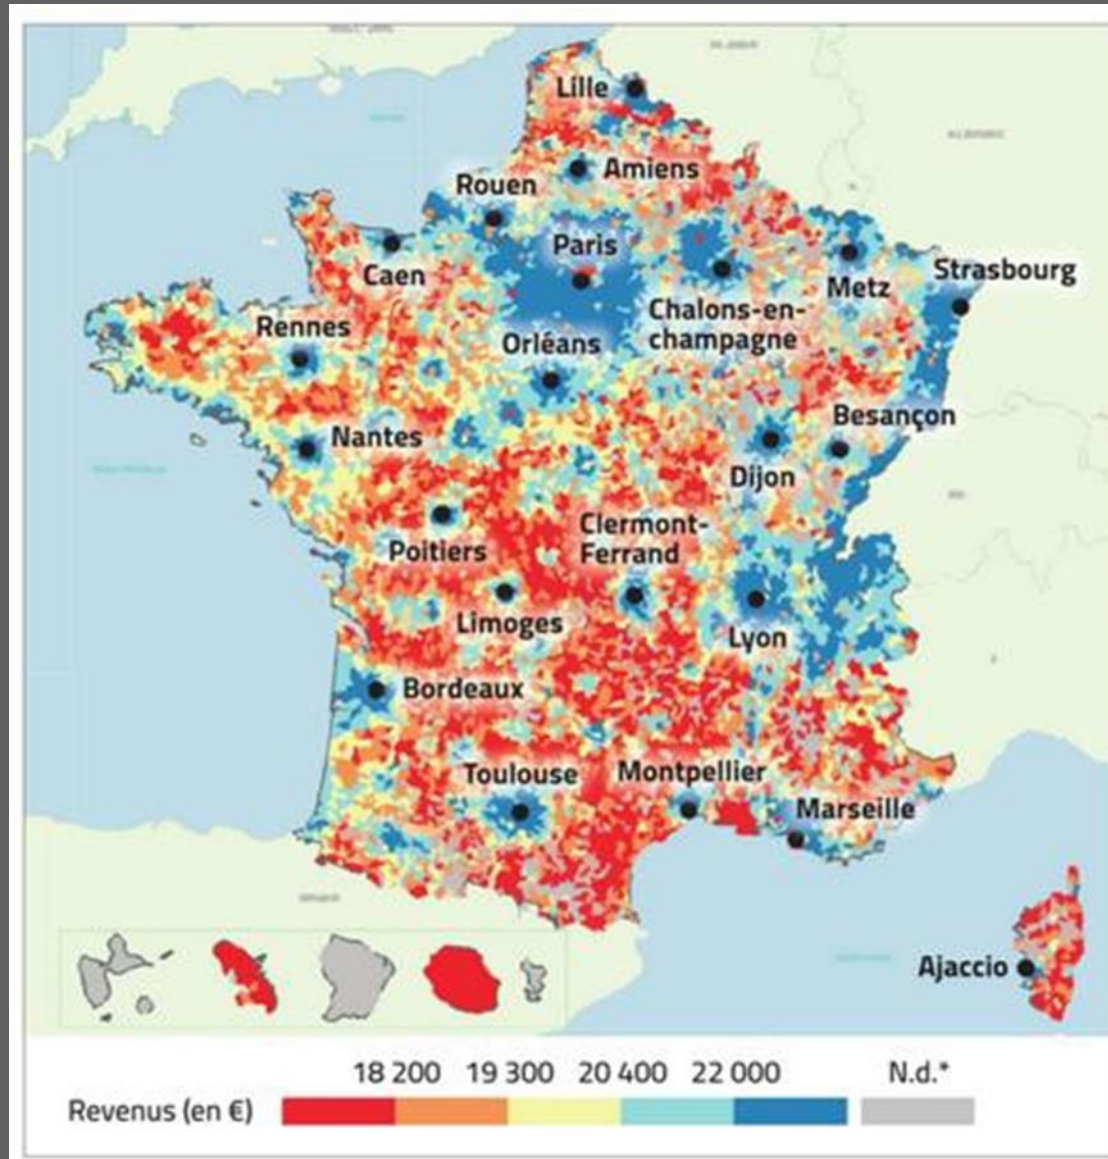 Lille
Amiens
Rouen
Paris
Caen
Metz
Strasbourg
Chalons-en-
champagne
Rennes
Orléans
Besançon
Nantes
Dijon
Clermont-
Ferrand
Poitiers
Limoges
Lyon
Bordeaux
Toulouse
Montpellier
Marseille
Ajaccio
18 200 19 300 20 400 22 000 N.d.*
Revenus (en €)